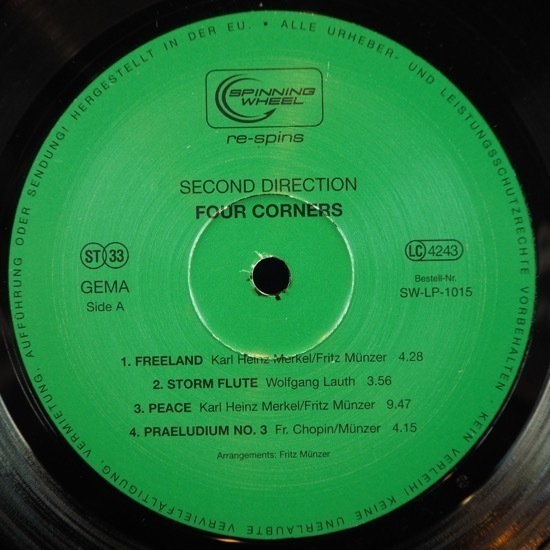 HERGESTELLT IN DER EU. • ALLE URHEBER- UND LEISTUNGSSCHUTZRECHTE VORBEHALTEN • KEIN VERLEIH! KEINE UNERLAUBTE VERVIELFÄLTIGUNG, VERMIETUNG, AUFFÜHRUNG ODER SENDUNG!
SPINNING
WHEEL
re-spins
SECOND DIRECTION
FOUR CORNERS
ST 33
GEMA
Side A
LC 4243
Bestell-Nr.
SW-LP-1015
1. FREELAND Karl Heinz Merkel/Fritz Münzer 4.28
2. STORM FLUTE Wolfgang Lauth 3.56
3. PEACE Karl Heinz Merkel/Fritz Münzer 9.47
4. PRAELUDIUM NO. 3 Fr. Chopin/Münzer 4.15
Arrangements: Fritz Münzer